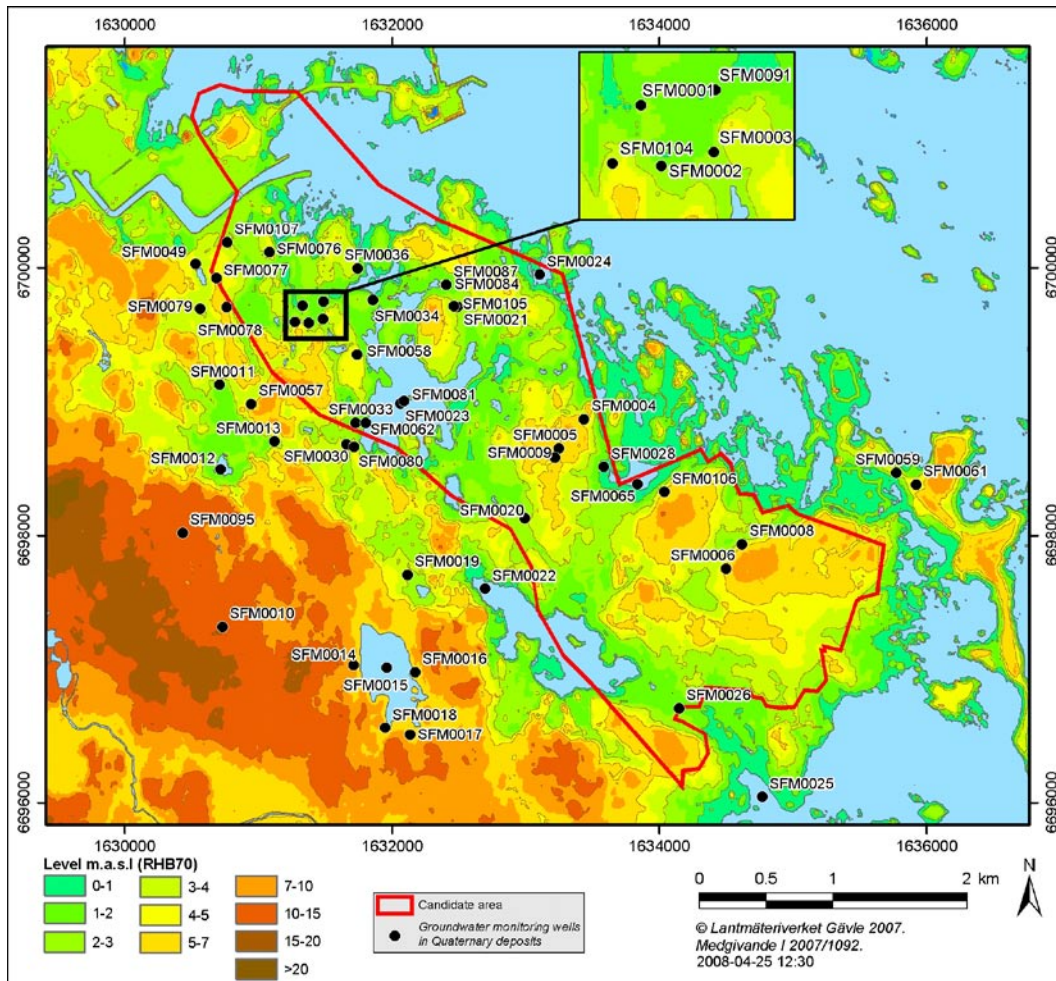 1630000
1632000
1634000
1636000
SFM0091
SFM0001
SFM0003
SFM0104
SFM0002
6700000
6700000
SFM0107
SFM0076
SFM0036
SFM0049
SFM0077
SFM0087
SFM0024
SFM0084
SFM0079
SFM0105
SFM0034
SFM0021
SFM0078
SFM0058
SFM0011
SFM0057
SFM0081
SFM0033
SFM0023
SFM0004
SFM0013
SFM0062
SFM0005
SFM0012
SFM0030
SFM0080
SFM0009
SFM0028
SFM0059
SFM0061
SFM0065
SFM0106
SFM0020
SFM0095
SFM0008
6698000
6698000
SFM0006
SFM0019
SFM0022
SFM0010
SFM0014
SFM0016
SFM0015
SFM0026
SFM0018
SFM0017
SFM0025
6696000
6696000
1630000
1632000
1634000
1636000
Level m.a.s.l (RHB70)
0-1
3-4
7-10
1-2
4-5
10-15
2-3
5-7
15-20
>20
Candidate area
Groundwater monitoring wells
in Quaternary deposits
0
0.5
1
2 km
N
© Lantmäteriverket Gävle 2007.
Medgivande I 2007/1092.
2008-04-25 12:30